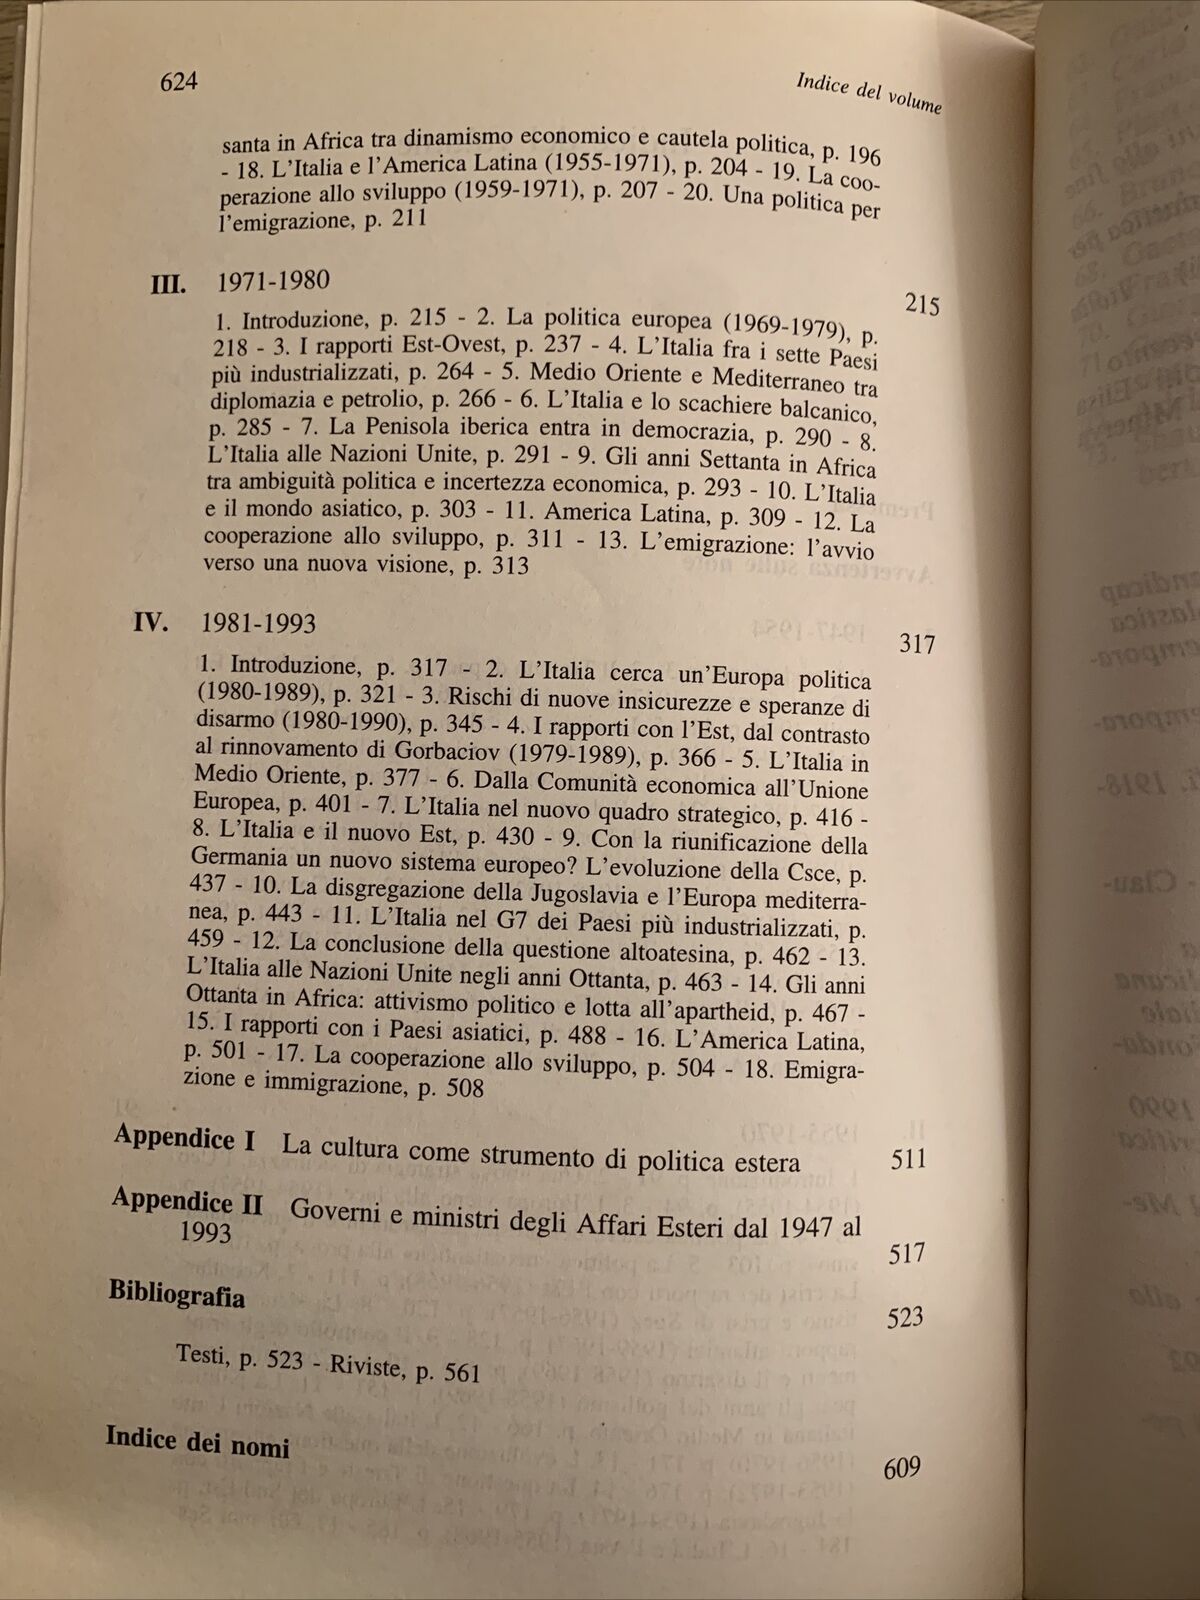 624
Indice del volume
santa in Africa tra dinamismo economico e cautela politica, p. 196
- 18. L'Italia e l'America Latina (1955-1971), p. 204 - 19. La coo-
perazione allo sviluppo (1959-1971), p. 207 - 20. Una politica per
l'emigrazione, p. 211
III. 1971-1980 215
1. Introduzione, p. 215 - 2. La politica europea (1969-1979), p.
218 - 3. I rapporti Est-Ovest, p. 237 - 4. L'Italia fra i sette Paesi
più industrializzati, p. 264 - 5. Medio Oriente e Mediterraneo tra
diplomazia e petrolio, p. 266 - 6. L'Italia e lo scachiere balcanico,
p. 285 - 7. La Penisola iberica entra in democrazia, p. 290 - 8.
L'Italia alle Nazioni Unite, p. 291 - 9. Gli anni Settanta in Africa
tra ambiguità politica e incertezza economica, p. 293 - 10. L'Italia
e il mondo asiatico, p. 303 - 11. America Latina, p. 309 - 12. La
cooperazione allo sviluppo, p. 311 - 13. L'emigrazione: l'avvio
verso una nuova visione, p. 313
IV. 1981-1993 317
1. Introduzione, p. 317 - 2. L'Italia cerca un'Europa politica
(1980-1989), p. 321 - 3. Rischi di nuove insicurezze e speranze di
disarmo (1980-1990), p. 345 - 4. I rapporti con l'Est, dal contrasto
al rinnovamento di Gorbaciov (1979-1989), p. 366 - 5. L'Italia in
Medio Oriente, p. 377 - 6. Dalla Comunità economica all'Unione
Europea, p. 401 - 7. L'Italia nel nuovo quadro strategico, p. 416 -
8. L'Italia e il nuovo Est, p. 430 - 9. Con la riunificazione della
Germania un nuovo sistema europeo? L'evoluzione della Csce, p.
437 - 10. La disgregazione della Jugoslavia e l'Europa mediterra-
nea, p. 443 - 11. L'Italia nel G7 dei Paesi più industrializzati, p.
459 - 12. La conclusione della questione altoatesina, p. 462 - 13.
L'Italia alle Nazioni Unite negli anni Ottanta, p. 463 - 14. Gli anni
Ottanta in Africa: attivismo politico e lotta all'apartheid, p. 467 -
15. I rapporti con i Paesi asiatici, p. 488 - 16. L'America Latina,
p. 501 - 17. La cooperazione allo sviluppo, p. 504 - 18. Emigra-
zione e immigrazione, p. 508
Appendice I La cultura come strumento di politica estera 511
Appendice II Governi e ministri degli Affari Esteri dal 1947 al
1993 517
Bibliografia 523
Testi, p. 523 - Riviste, p. 561
Indice dei nomi 609